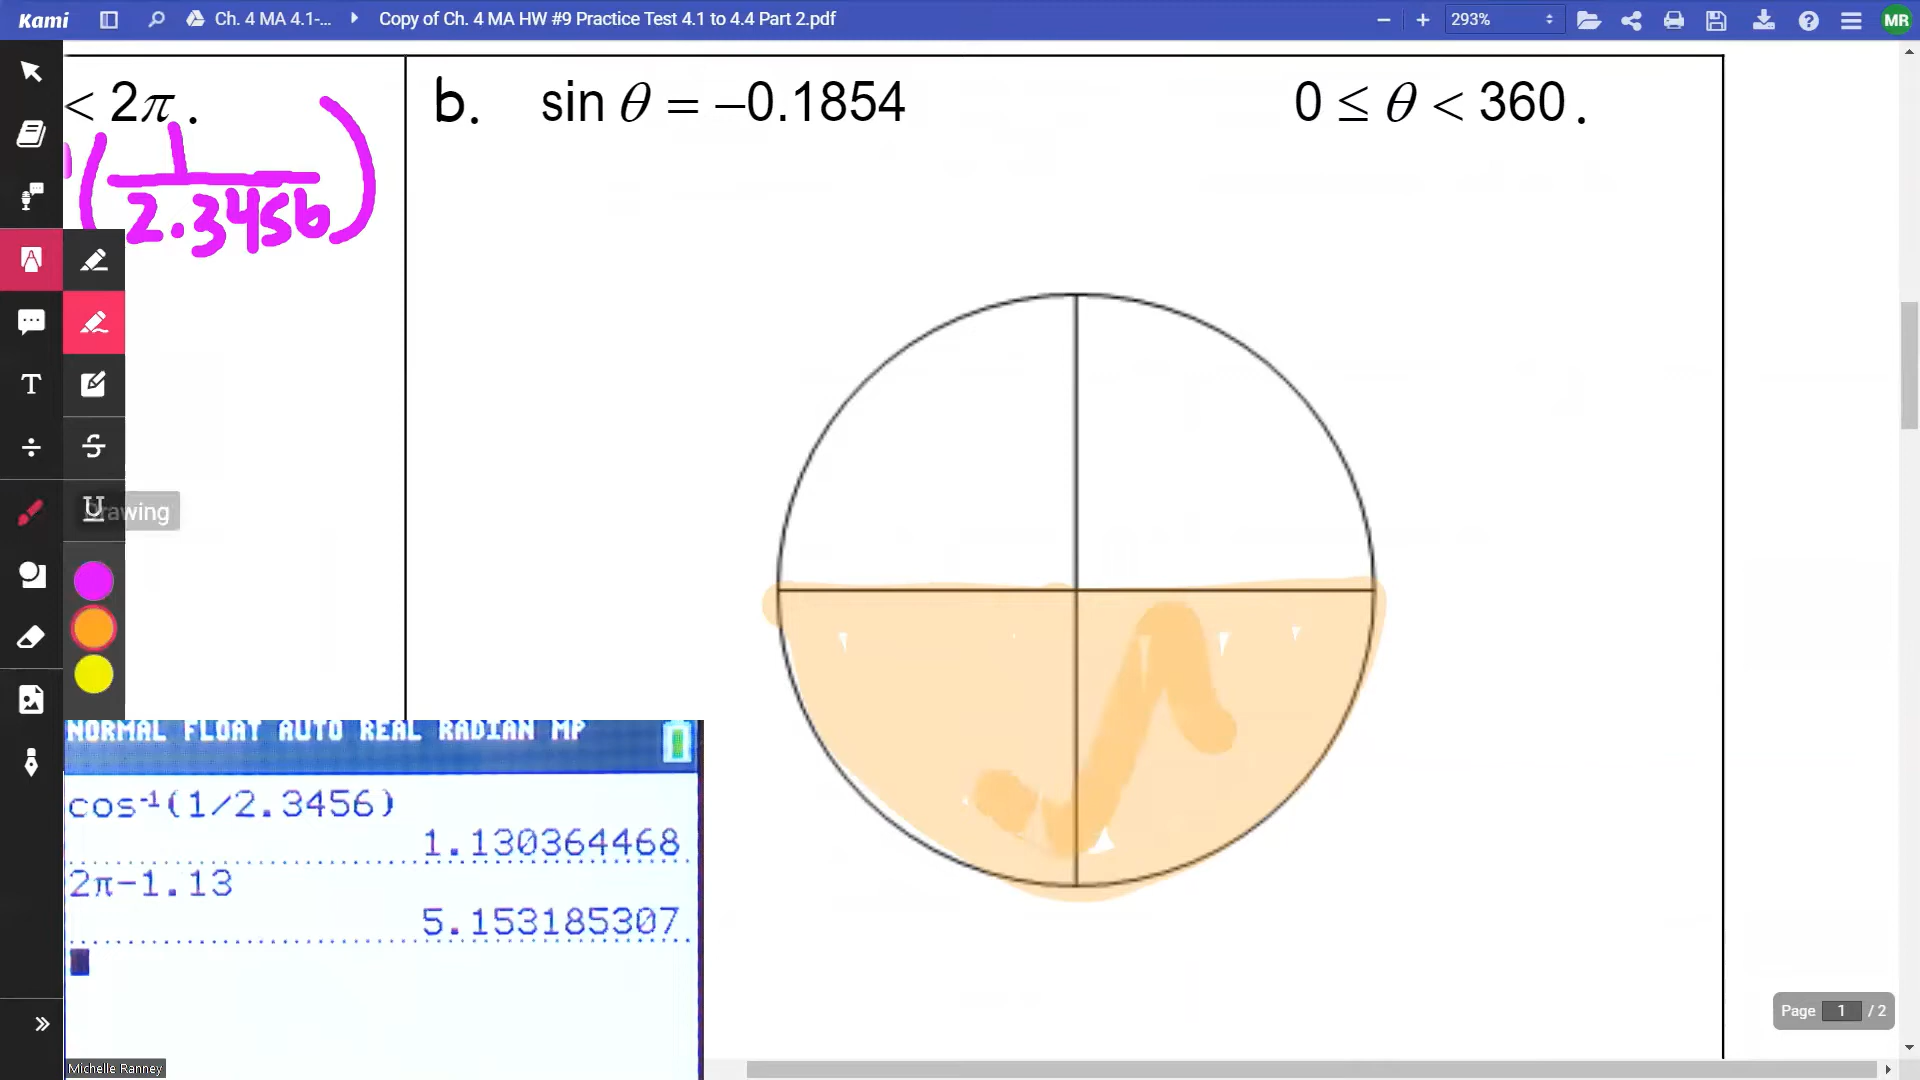 Kami
Ch. 4 MA 4.1-...
Copy of Ch. 4 MA HW #9 Practice Test 4.1 to 4.4 Part 2.pdf
293%
MR
< 2π .
( 1 / 2.3456 )
b. sin θ = –0.1854 0 ≤ θ < 360 .
T
Drawing
U
NORMAL FLOAT AUTO REAL RADIAN MP
cos⁻¹(1/2.3456)
1.130364468
2π-1.13
5.153185307
Page 1 / 2
Michelle Ranney